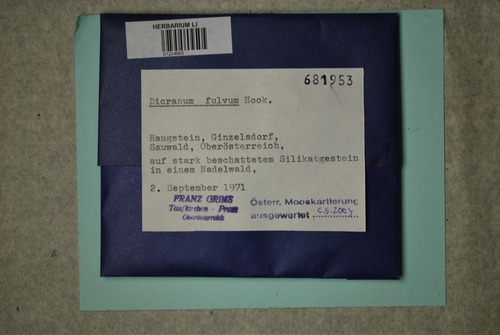 HERBARIUM LI
681953
Dicranum fulvum Hook.
Haugstein, Ginzelsdorf,
Sauwald, Oberösterreich,
auf stark beschattetem Silikatgestein
in einem Nadelwald,
2. September 1971
FRANZ GRIMS
Taufkirchen - Pram
Oberösterreich
Österr. Mooskartierung
ausgewertet